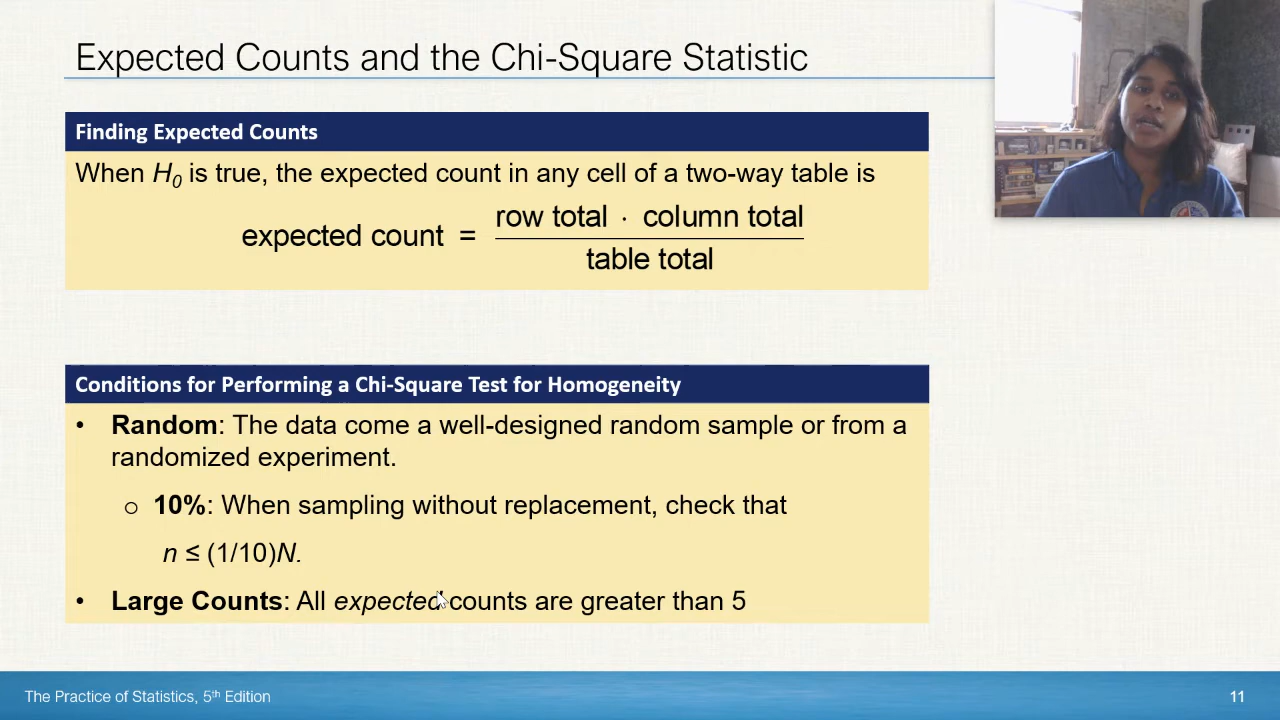 Expected Counts and the Chi-Square Statistic
Finding Expected Counts
When H0 is true, the expected count in any cell of a two-way table is
expected count = row total · column total
table total
Conditions for Performing a Chi-Square Test for Homogeneity
• Random: The data come a well-designed random sample or from a
randomized experiment.
o 10%: When sampling without replacement, check that
n ≤ (1/10)N.
• Large Counts: All expected counts are greater than 5
The Practice of Statistics, 5th Edition
11